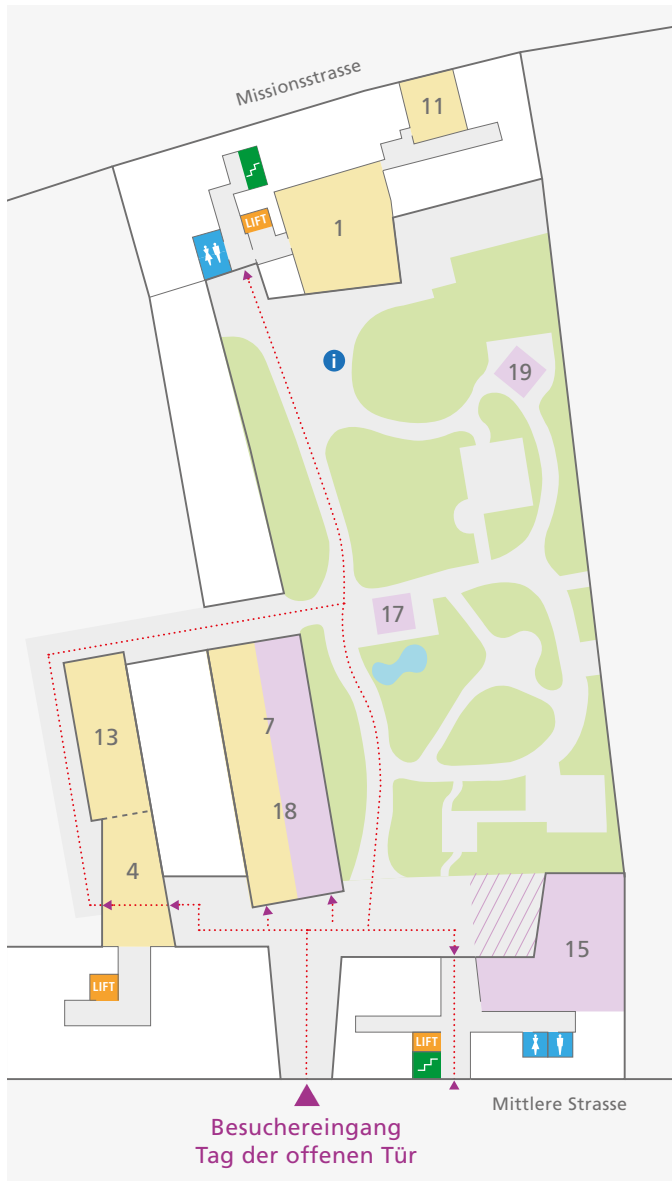 Missionsstrasse
11
LIFT
1
i
19
17
13
7
18
4
15
LIFT
LIFT
Mittlere Strasse
Besuchereingang
Tag der offenen Tür